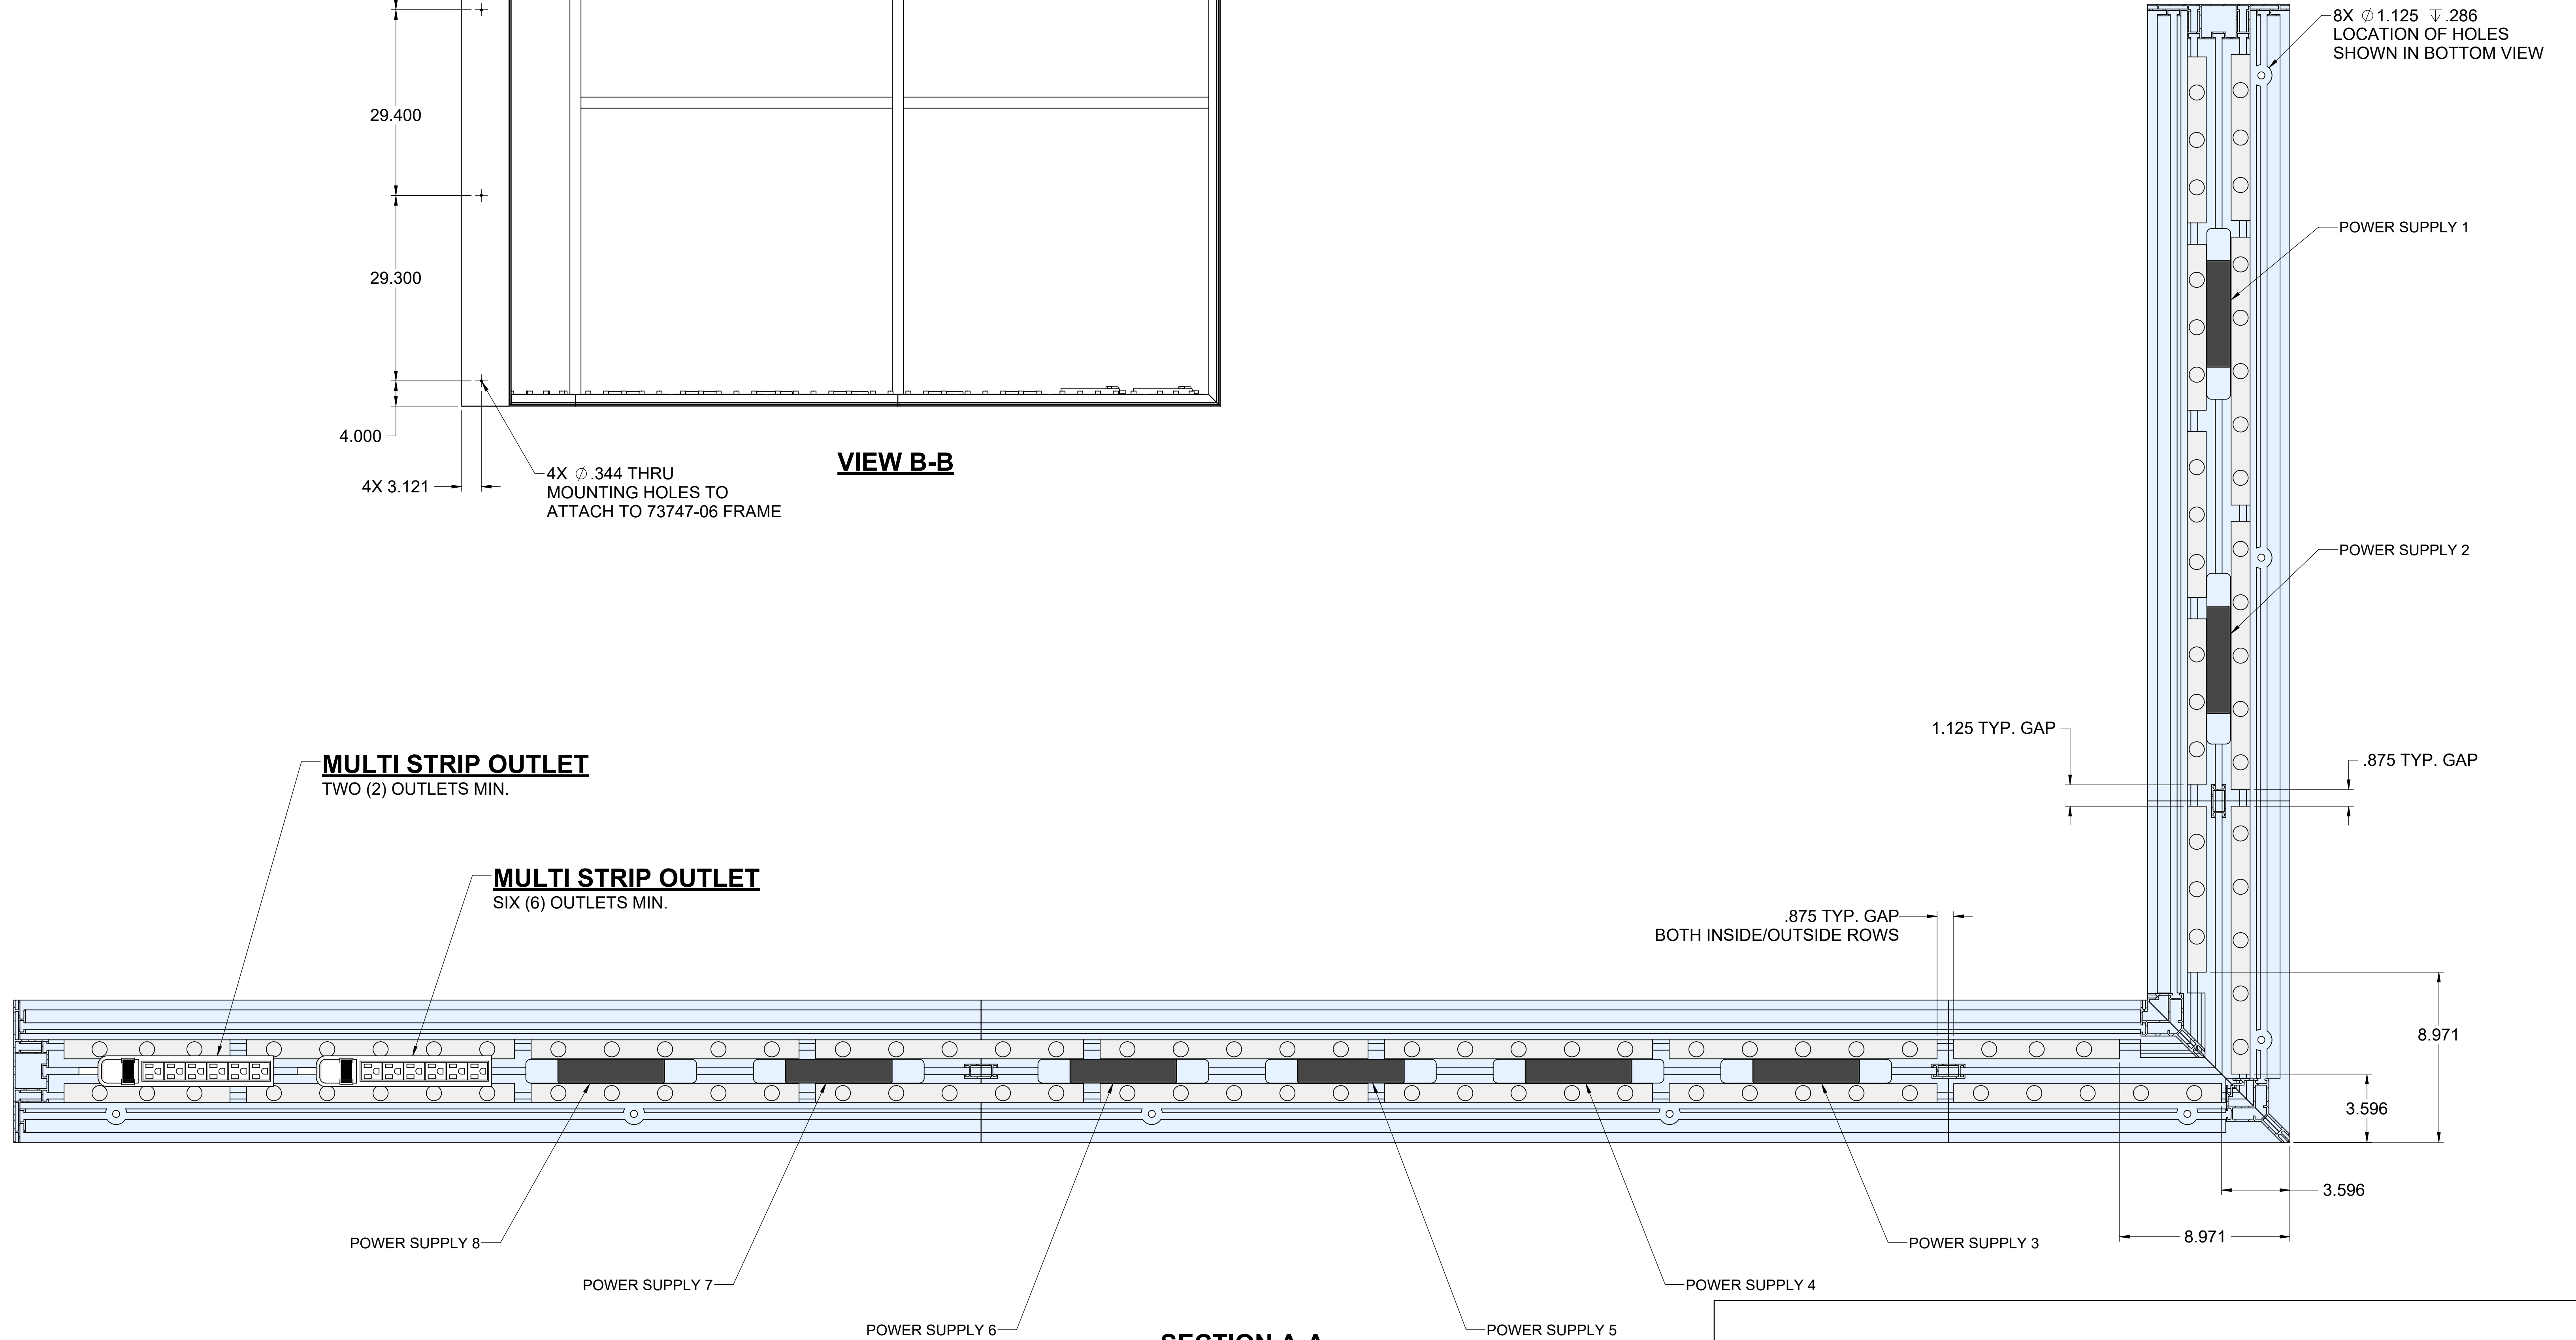 8X ∅1.125 ↧.286
LOCATION OF HOLES
SHOWN IN BOTTOM VIEW
29.400
POWER SUPPLY 1
29.300
4.000
VIEW B-B
4X ∅.344 THRU
MOUNTING HOLES TO
ATTACH TO 73747-06 FRAME
4X 3.121
POWER SUPPLY 2
1.125 TYP. GAP
.875 TYP. GAP
MULTI STRIP OUTLET
TWO (2) OUTLETS MIN.
MULTI STRIP OUTLET
SIX (6) OUTLETS MIN.
.875 TYP. GAP
BOTH INSIDE/OUTSIDE ROWS
8.971
3.596
3.596
8.971
POWER SUPPLY 8
POWER SUPPLY 3
POWER SUPPLY 7
POWER SUPPLY 4
POWER SUPPLY 6
POWER SUPPLY 5
SECTION A-A